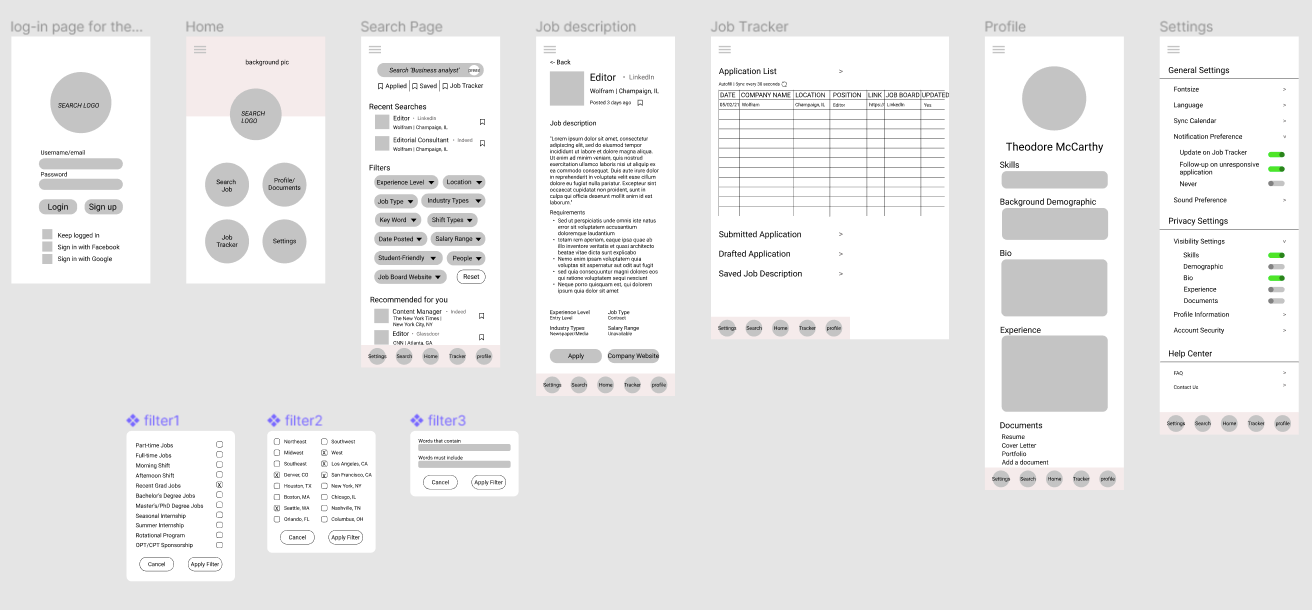 log-in page for the...
SEARCH LOGO
Username/email
Password
Login
Sign up
Keep logged in
Sign in with Facebook
Sign in with Google
Home
background pic
SEARCH
LOGO
Search
Job
Profile/
Documents
Job
Tracker
Settings
Search Page
Search 'Business analyst'
Applied
Saved
Job Tracker
Recent Searches
Editor • LinkedIn
Wolfram | Champaige, IL
Editorial Consultant • Indeed
Wolfram | Champaige, IL
Filters
Experience Level
Location
Job Type
Industry Types
Key Word
Shift Types
Date Posted
Salary Range
Student-Friendly
People
Job Board Website
Reset
Recommended for you
Content Manager • Indeed
The New York Times |
New York City, NY
Editor • Glassdoor
CNN | Atlanta, GA
Settings
Search
Home
Tracker
profile
Job description
<- Back
Editor • LinkedIn
Wolfram | Champaign, IL
Posted 3 days ago
Job description
"Lorem ipsum dolor sit amet, consectetur
adipiscing elit, sed do eiusmod tempor
incididunt ut labore et dolore magna aliqua.
Ut enim ad minim veniam, quis nostrud
exercitation ullamco laboris nisi ut aliquip ex
ea commodo consequat. Duis aute irure dolor
in reprehenderit in voluptate velit esse cillum
dolore eu fugiat nulla pariatur. Excepteur sint
occaecat cupidatat non proident, sunt in
culpa qui officia deserunt mollit anim id est
laborum."
Requirements
• Sed ut perspiciatis unde omnis iste natus
error sit voluptatem accusantium
doloremque laudantium
• totam rem aperiam, eaque ipsa quae ab
illo inventore veritatis et quasi architecto
beatae vitae dicta sunt explicabo
• Nemo enim ipsam voluptatem quia
voluptas sit aspernatur aut odit aut fugit
• sed quia consequuntur magni dolores eos
qui ratione voluptatem sequi nesciunt
• Neque porro quisquam est, qui dolorem
ipsum quia dolor sit amet
Experience Level
Entry Level
Job Type
Contract
Industry Types
Newspaper/Media
Salary Range
Unavailable
Apply
Company Website
Settings
Search
Home
Tracker
profile
Job Tracker
Application List >
Autofill | Sync every 30 seconds
DATE COMPANY NAME LOCATION POSITION LINK JOB BOARD UPDATED
05/02/21 Wolfram Champaign, IL Editor https:/ LinkedIn Yes
Submitted Application >
Drafted Application >
Saved Job Description >
Settings
Search
Home
Tracker
profile
Profile
Theodore McCarthy
Skills
Background Demographic
Bio
Experience
Documents
Resume
Cover Letter
Portfolio
Add a document
Settings
Search
Home
Tracker
profile
Settings
General Settings
Fontsize >
Language >
Sync Calendar >
Notification Preference v
Update on Job Tracker
Follow-up on unresponsive
application
Never
Sound Preference >
Privacy Settings
Visibility Settings v
Skills
Demographic
Bio
Experience
Documents
Profile Information >
Account Security >
Help Center
FAQ >
Contact Us >
Settings
Search
Home
Tracker
profile
filter1
Part-time Jobs
Full-time Jobs
Morning Shift
Afternoon Shift
Recent Grad Jobs X
Bachelor's Degree Jobs
Master's/PhD Degree Jobs
Seasonal Internship
Summer Internship
Rotational Program
OPT/CPT Sponsorship
Cancel
Apply Filter
filter2
Northeast
Southwest
Midwest
X West
Southeast
X Los Angeles, CA
X Denver, CO
X San Francisco, CA
Houston, TX
New York, NY
Boston, MA
Chicago, IL
X Seattle, WA
Nashville, TN
Orlando, FL
Columbus, OH
Cancel
Apply Filter
filter3
Words that contain
Words must include
Cancel
Apply Filter